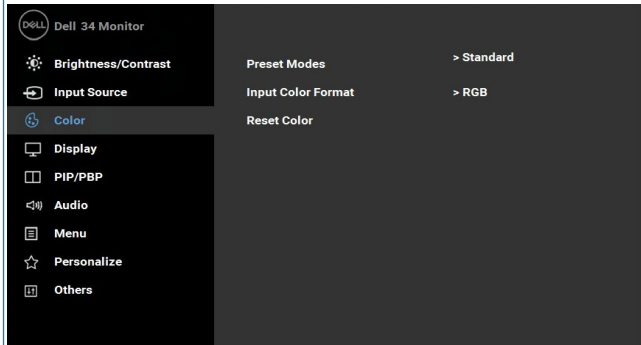 DELL Dell 34 Monitor
Brightness/Contrast
Preset Modes > Standard
Input Source
Input Color Format > RGB
Color
Reset Color
Display
PIP/PBP
Audio
Menu
Personalize
Others